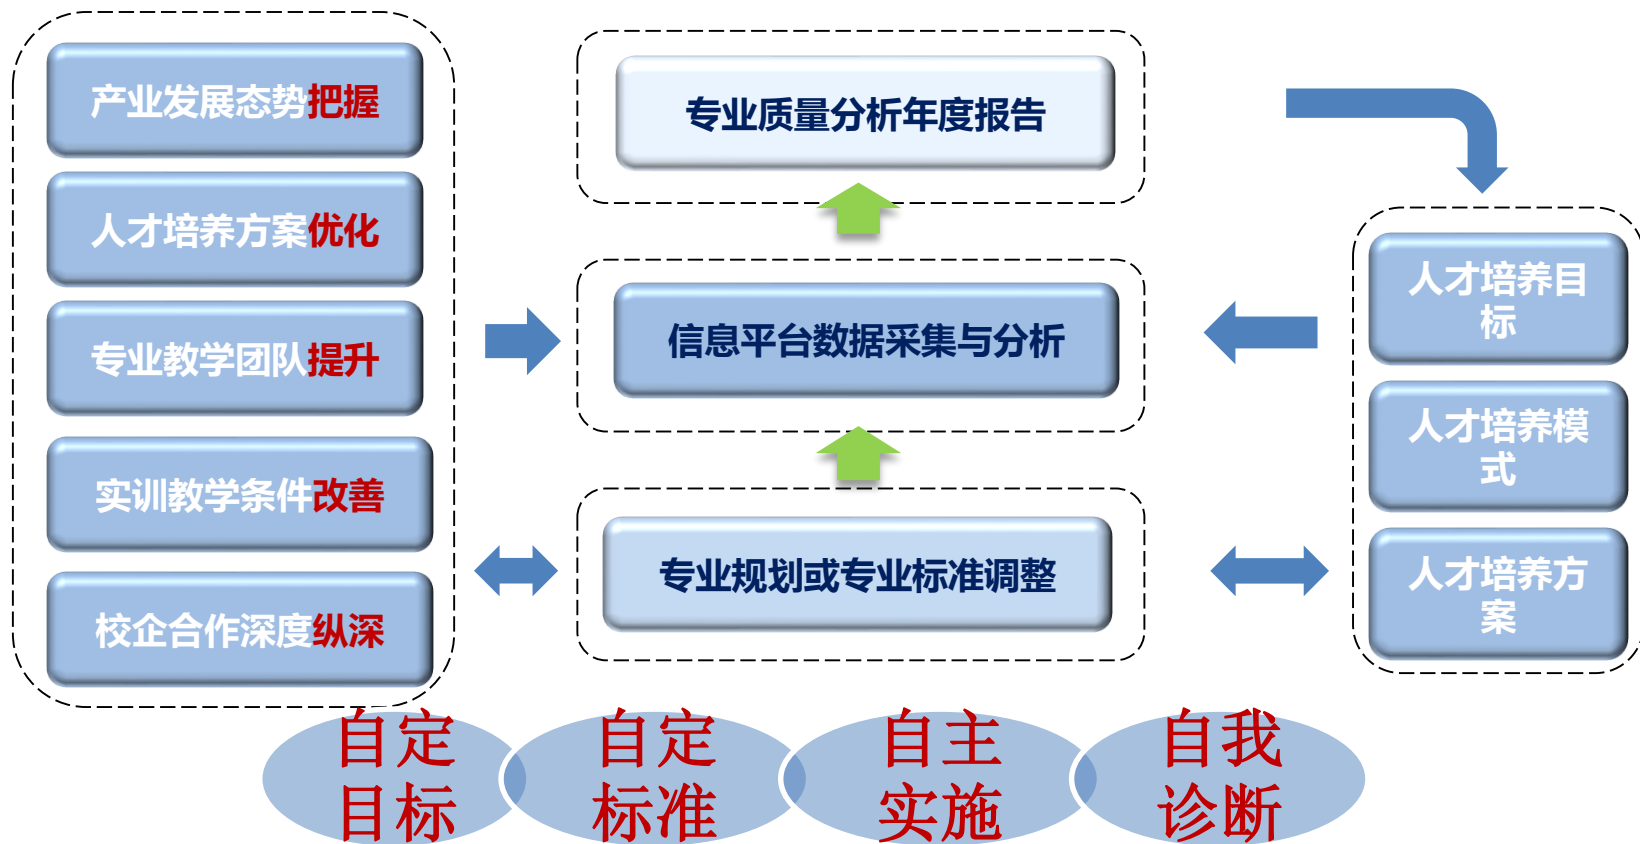 产业发展态势把握
人才培养方案优化
专业教学团队提升
实训教学条件改善
校企合作深度纵深
专业质量分析年度报告
信息平台数据采集与分析
专业规划或专业标准调整
人才培养目
标
人才培养模
式
人才培养方
案
自定
目标
自定
标准
自主
实施
自我
诊断